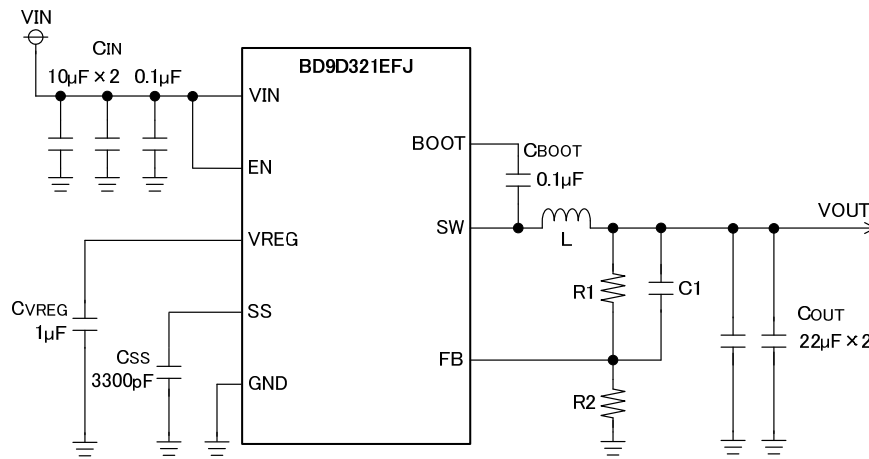 VIN
CIN
10µF×2 0.1µF
BD9D321EFJ
VIN
EN
VREG
SS
GND
BOOT
SW
FB
CVREG
1µF
CSS
3300pF
CBOOT
0.1µF
L
VOUT
R1
C1
R2
COUT
22µF×2